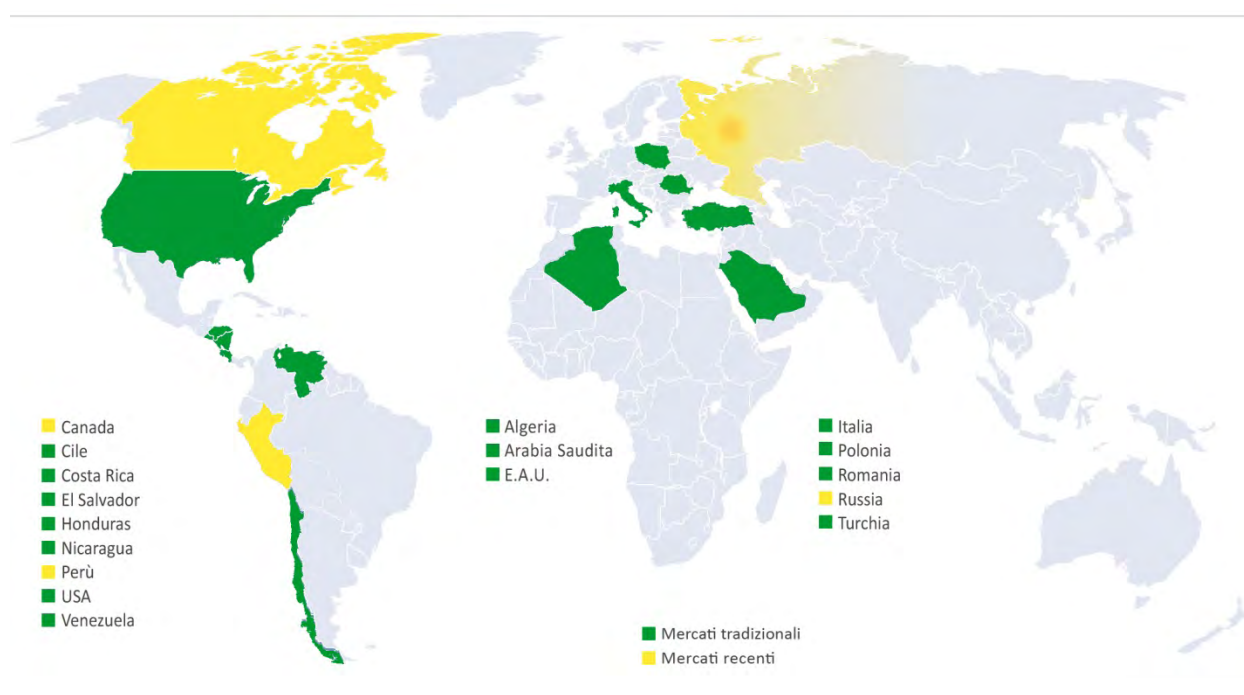 Canada
Cile
Costa Rica
El Salvador
Honduras
Nicaragua
Perù
USA
Venezuela
Algeria
Arabia Saudita
E.A.U.
Italia
Polonia
Romania
Russia
Turchia
Mercati tradizionali
Mercati recenti